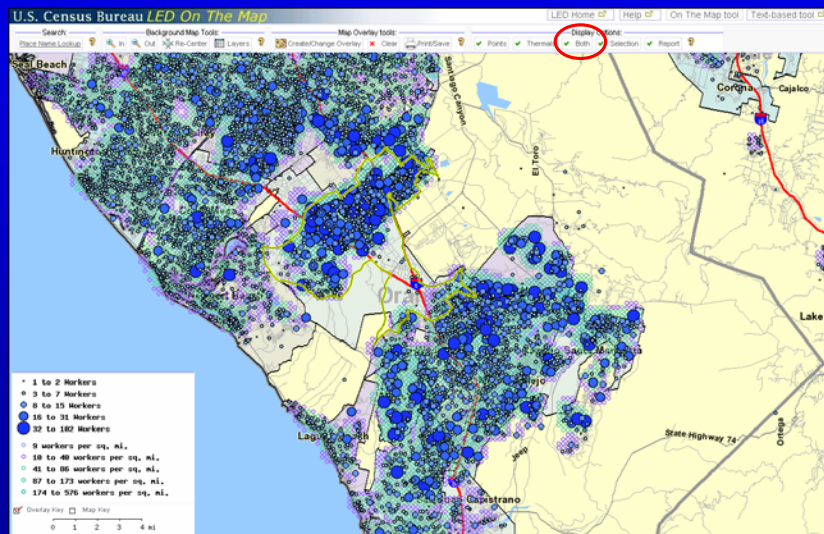 U.S. Census Bureau LED On The Map
LED Home Help On The Map tool Text-based tool
Search: Background Map Tools: Map Overlay tools: Display Options:
Place Name Lookup ? In Out Re-Center Layers ? Create/Change Overlay Clear Print/Save ? Points Thermal Both Selection Report ?
Seal Beach
Santiago Canyon
Corona
Cajalco
15
El Toro
Lake
5
State Highway 74
Ortega
Jeep
Capistrano
1 to 2 Workers
3 to 7 Workers
8 to 15 Workers
16 to 31 Workers
32 to 182 Workers
9 workers per sq. mi.
10 to 40 workers per sq. mi.
41 to 86 workers per sq. mi.
87 to 173 workers per sq. mi.
174 to 576 workers per sq. mi.
Overlay Key Map Key
0 1 2 3 4 mi